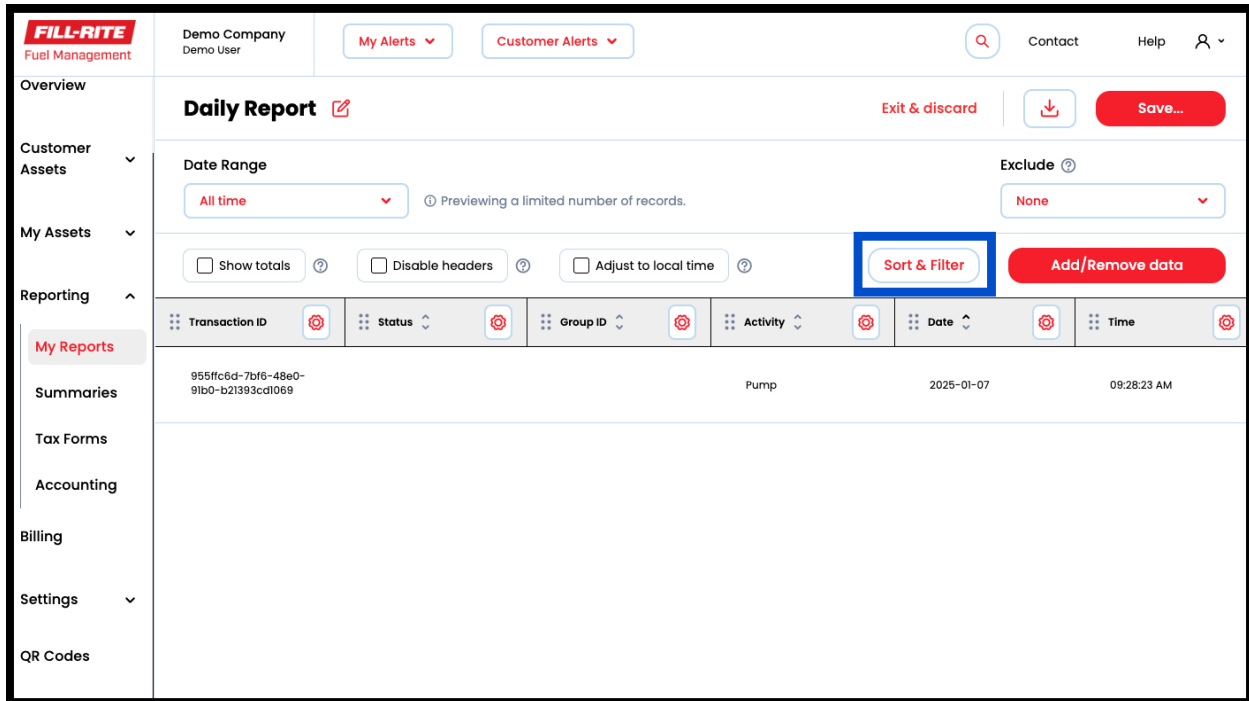 FILL-RITE
Fuel Management
Demo Company
Demo User
My Alerts
Customer Alerts
Contact
Help
Overview
Customer
Assets
My Assets
Reporting
My Reports
Summaries
Tax Forms
Accounting
Billing
Settings
QR Codes
Daily Report
Exit & discard
Save...
Date Range
Exclude
All time
Previewing a limited number of records.
None
Show totals
Disable headers
Adjust to local time
Sort & Filter
Add/Remove data
Transaction ID
Status
Group ID
Activity
Date
Time
955ffc6d-7bf6-48e0-
91b0-b21393cd1069
Pump
2025-01-07
09:28:23 AM